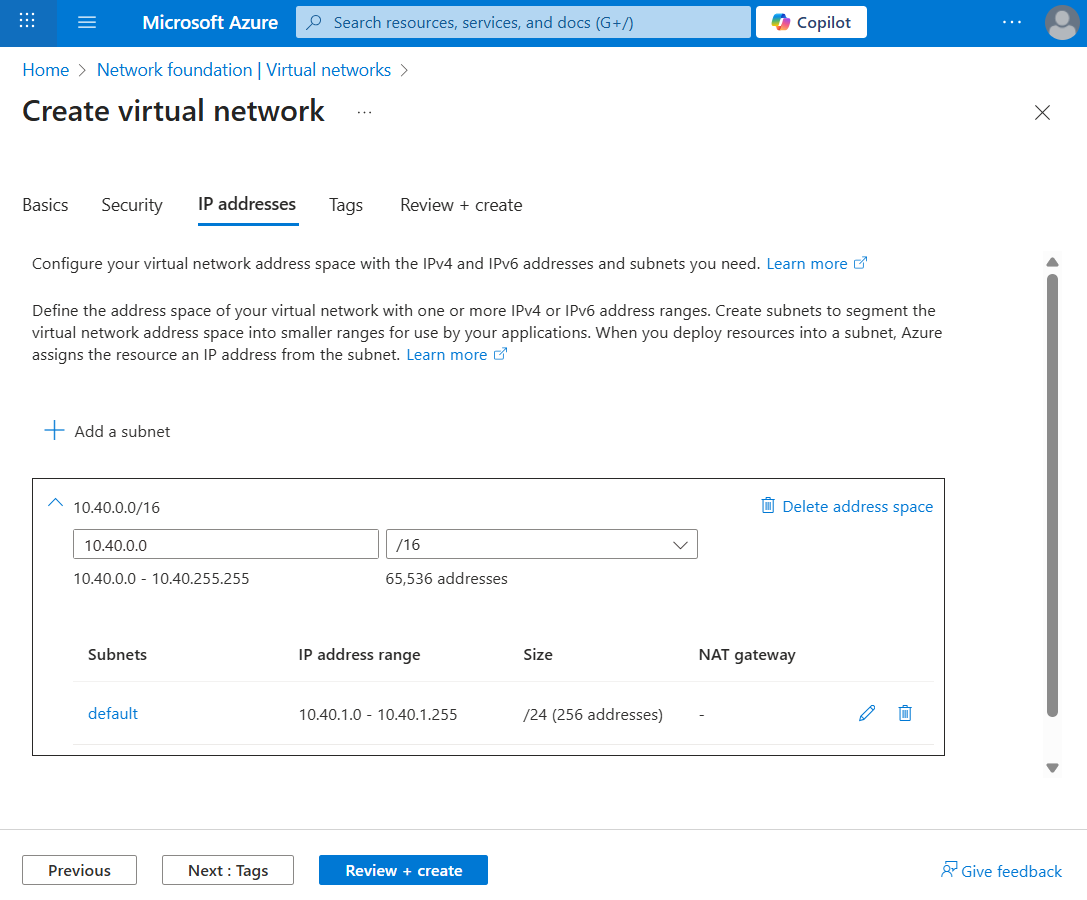 Microsoft Azure
Search resources, services, and docs (G+/)
Copilot
Home > Network foundation | Virtual networks >
Create virtual network ...
Basics
Security
IP addresses
Tags
Review + create
Configure your virtual network address space with the IPv4 and IPv6 addresses and subnets you need. Learn more
Define the address space of your virtual network with one or more IPv4 or IPv6 address ranges. Create subnets to segment the
virtual network address space into smaller ranges for use by your applications. When you deploy resources into a subnet, Azure
assigns the resource an IP address from the subnet. Learn more
Add a subnet
10.40.0.0/16
Delete address space
10.40.0.0
/16
10.40.0.0 - 10.40.255.255
65,536 addresses
Subnets
IP address range
Size
NAT gateway
default
10.40.1.0 - 10.40.1.255
/24 (256 addresses)
-
Previous
Next : Tags
Review + create
Give feedback